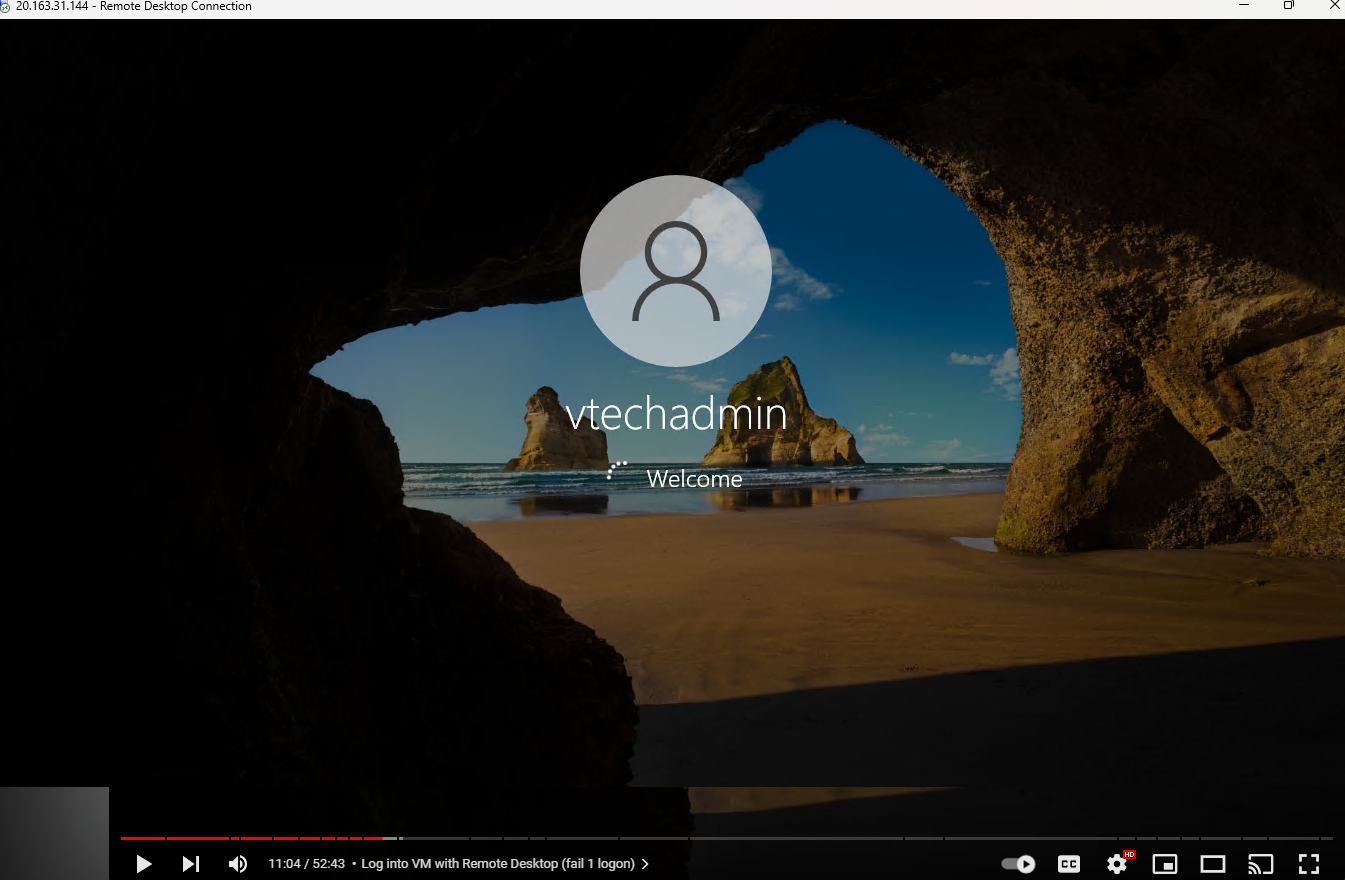 20.163.31.144 - Remote Desktop Connection
vtechadmin
Welcome
11:04 / 52:43 • Log into VM with Remote Desktop (fail 1 logon)
CC
HD